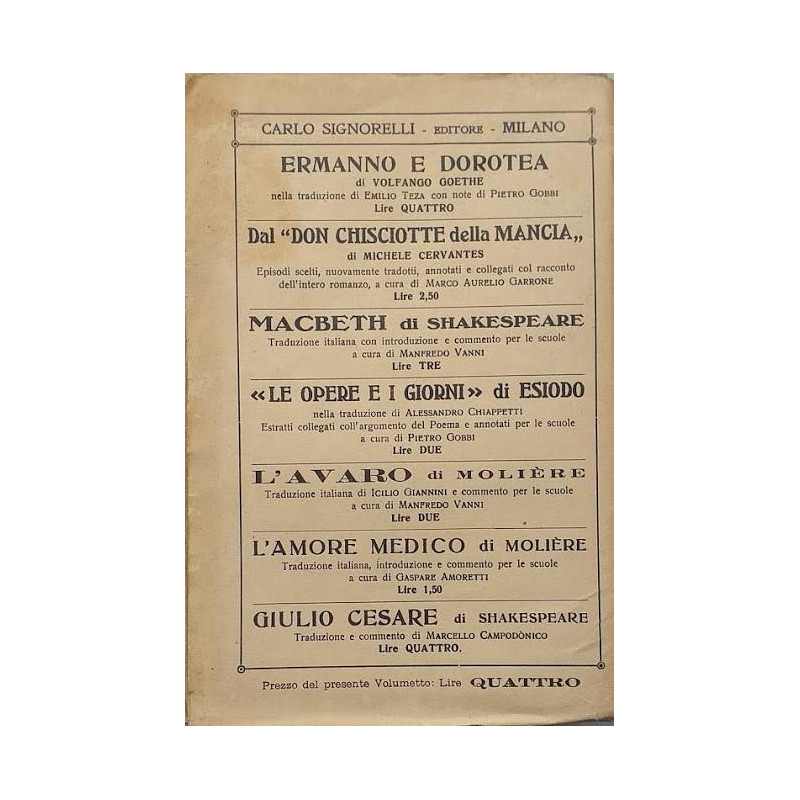 CARLO SIGNORELLI - EDITORE - MILANO
ERMANNO E DOROTEA
di VOLFANGO GOETHE
nella traduzione di EMILIO TEZA con note di PIETRO GOBBI
Lire QUATTRO
Dal "DON CHISCIOTTE della MANCIA„
di MICHELE CERVANTES
Episodi scelti, nuovamente tradotti, annotati e collegati col racconto
dell'intero romanzo, a cura di MARCO AURELIO GARRONE
Lire 2,50
MACBETH di SHAKESPEARE
Traduzione italiana con introduzione e commento per le scuole
a cura di MANFREDO VANNI
Lire TRE
«LE OPERE E I GIORNI» di ESIODO
nella traduzione di ALESSANDRO CHIAPPETTI
Estratti collegati coll'argomento del Poema e annotati per le scuole
a cura di PIETRO GOBBI
Lire DUE
L'AVARO di MOLIÈRE
Traduzione italiana di ICILIO GIANNINI e commento per le scuole
a cura di MANFREDO VANNI
Lire DUE
L'AMORE MEDICO di MOLIÈRE
Traduzione italiana, introduzione e commento per le scuole
a cura di GASPARE AMORETTI
Lire 1,50
GIULIO CESARE di SHAKESPEARE
Traduzione e commento di MARCELLO CAMPODÒNICO
Lire QUATTRO.
Prezzo del presente Volumetto: Lire QUATTRO